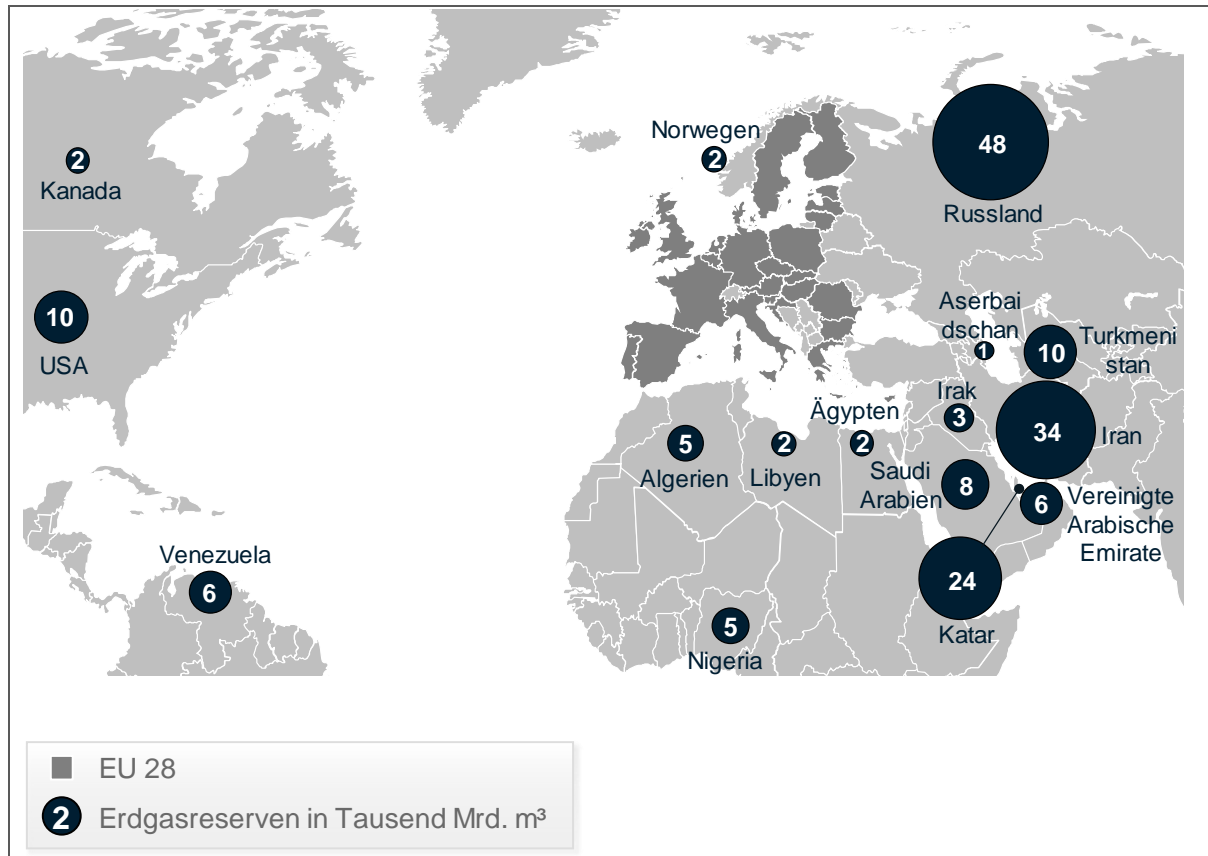 Norwegen
2
48
Russland
2
Kanada
10
USA
Aserbai
dschan
1
10
Turkmeni
stan
Irak
3
34
Iran
Ägypten
2
5
Algerien
2
Libyen
Saudi
Arabien
8
6
Vereinigte
Arabische
Emirate
Venezuela
6
24
Katar
5
Nigeria
EU 28
2 Erdgasreserven in Tausend Mrd. m³